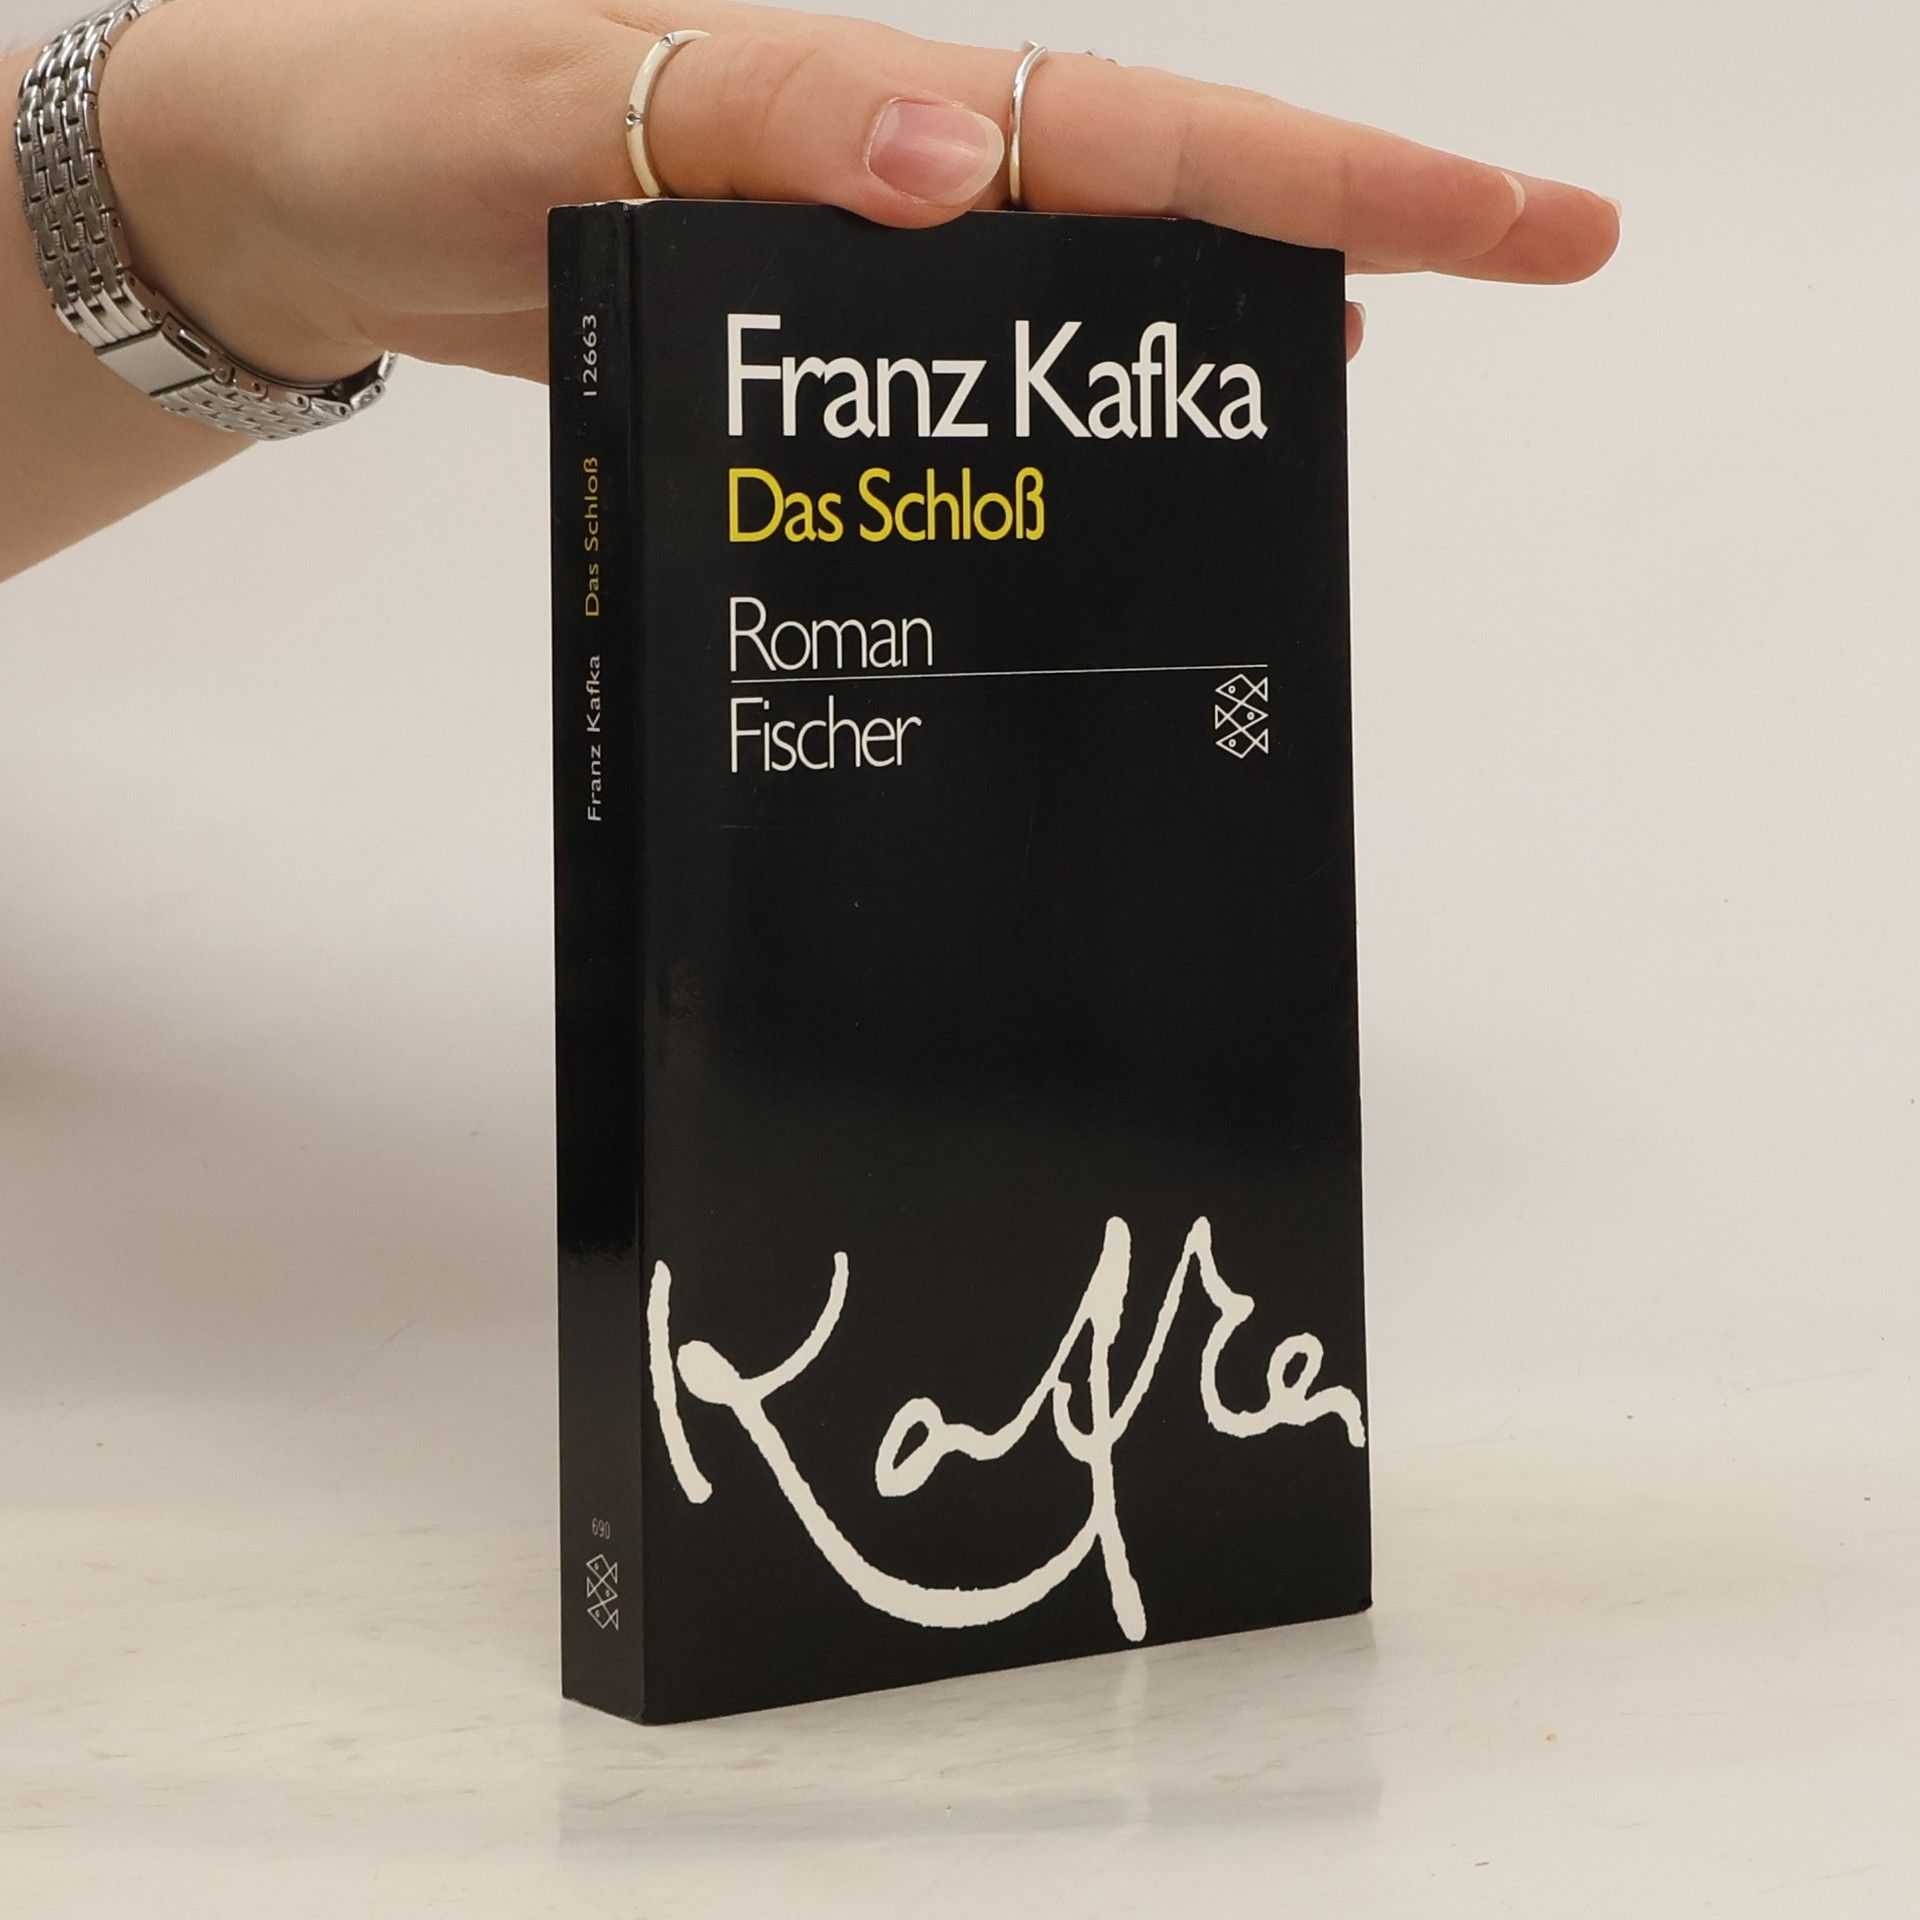 Franz Kafka
Das Schloß
Roman
Fischer
Kafka
Franz Kafka Das Schloß 12663
690